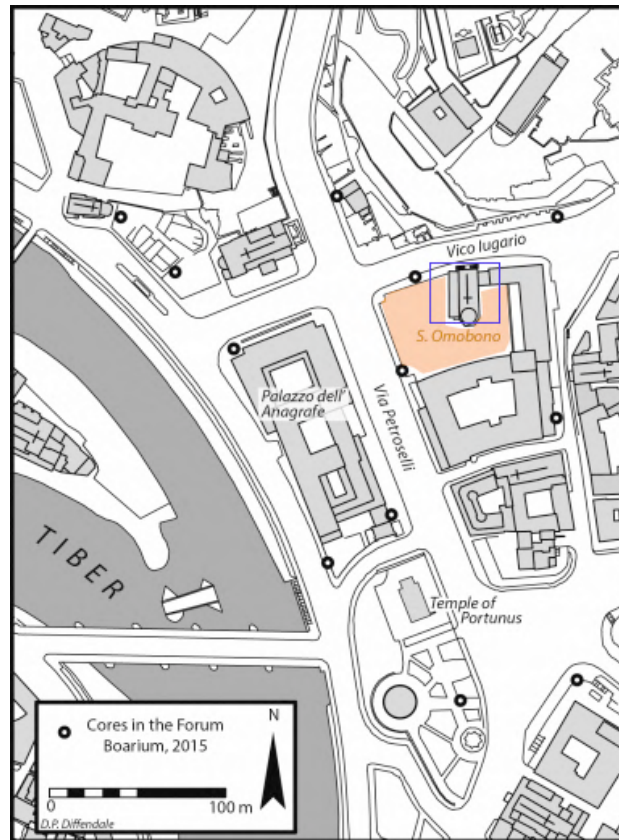 Vico Iugario
S. Omobono
Palazzo dell'
Anagrafe
Via Petroselli
TIBER
Temple of
Portunus
Cores in the Forum
Boarium, 2015
N
0
100 m
D.P. Diffendale